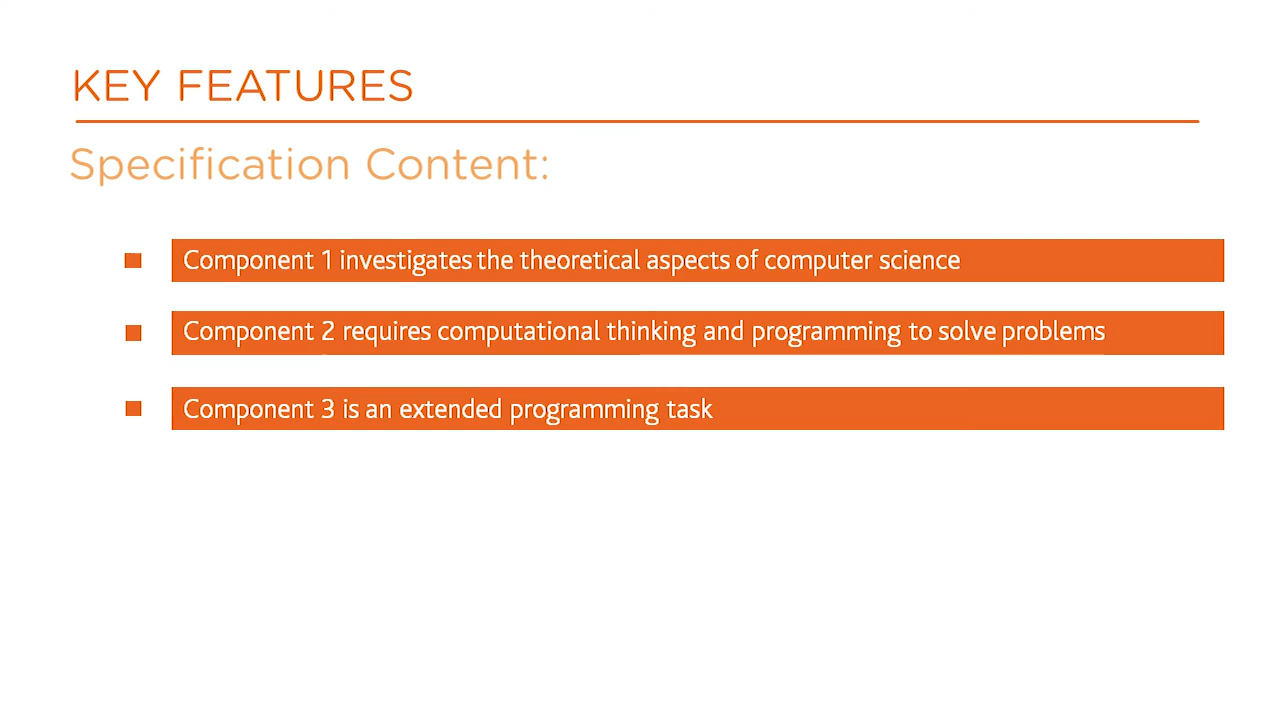 KEY FEATURES
Specification Content:
Component 1 investigates the theoretical aspects of computer science
Component 2 requires computational thinking and programming to solve problems
Component 3 is an extended programming task